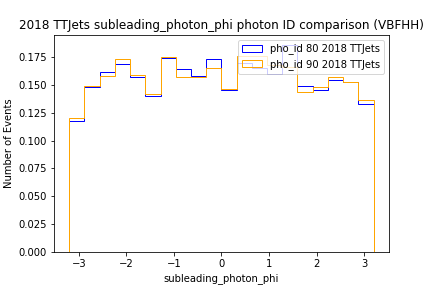 2018 TTJets subleading_photon_phi photon ID comparison (VBFHH)
pho_id 80 2018 TTJets
pho_id 90 2018 TTJets
0.175
0.150
0.125
0.100
0.075
0.050
0.025
0.000
Number of Events
−3 −2 −1 0 1 2 3
subleading_photon_phi